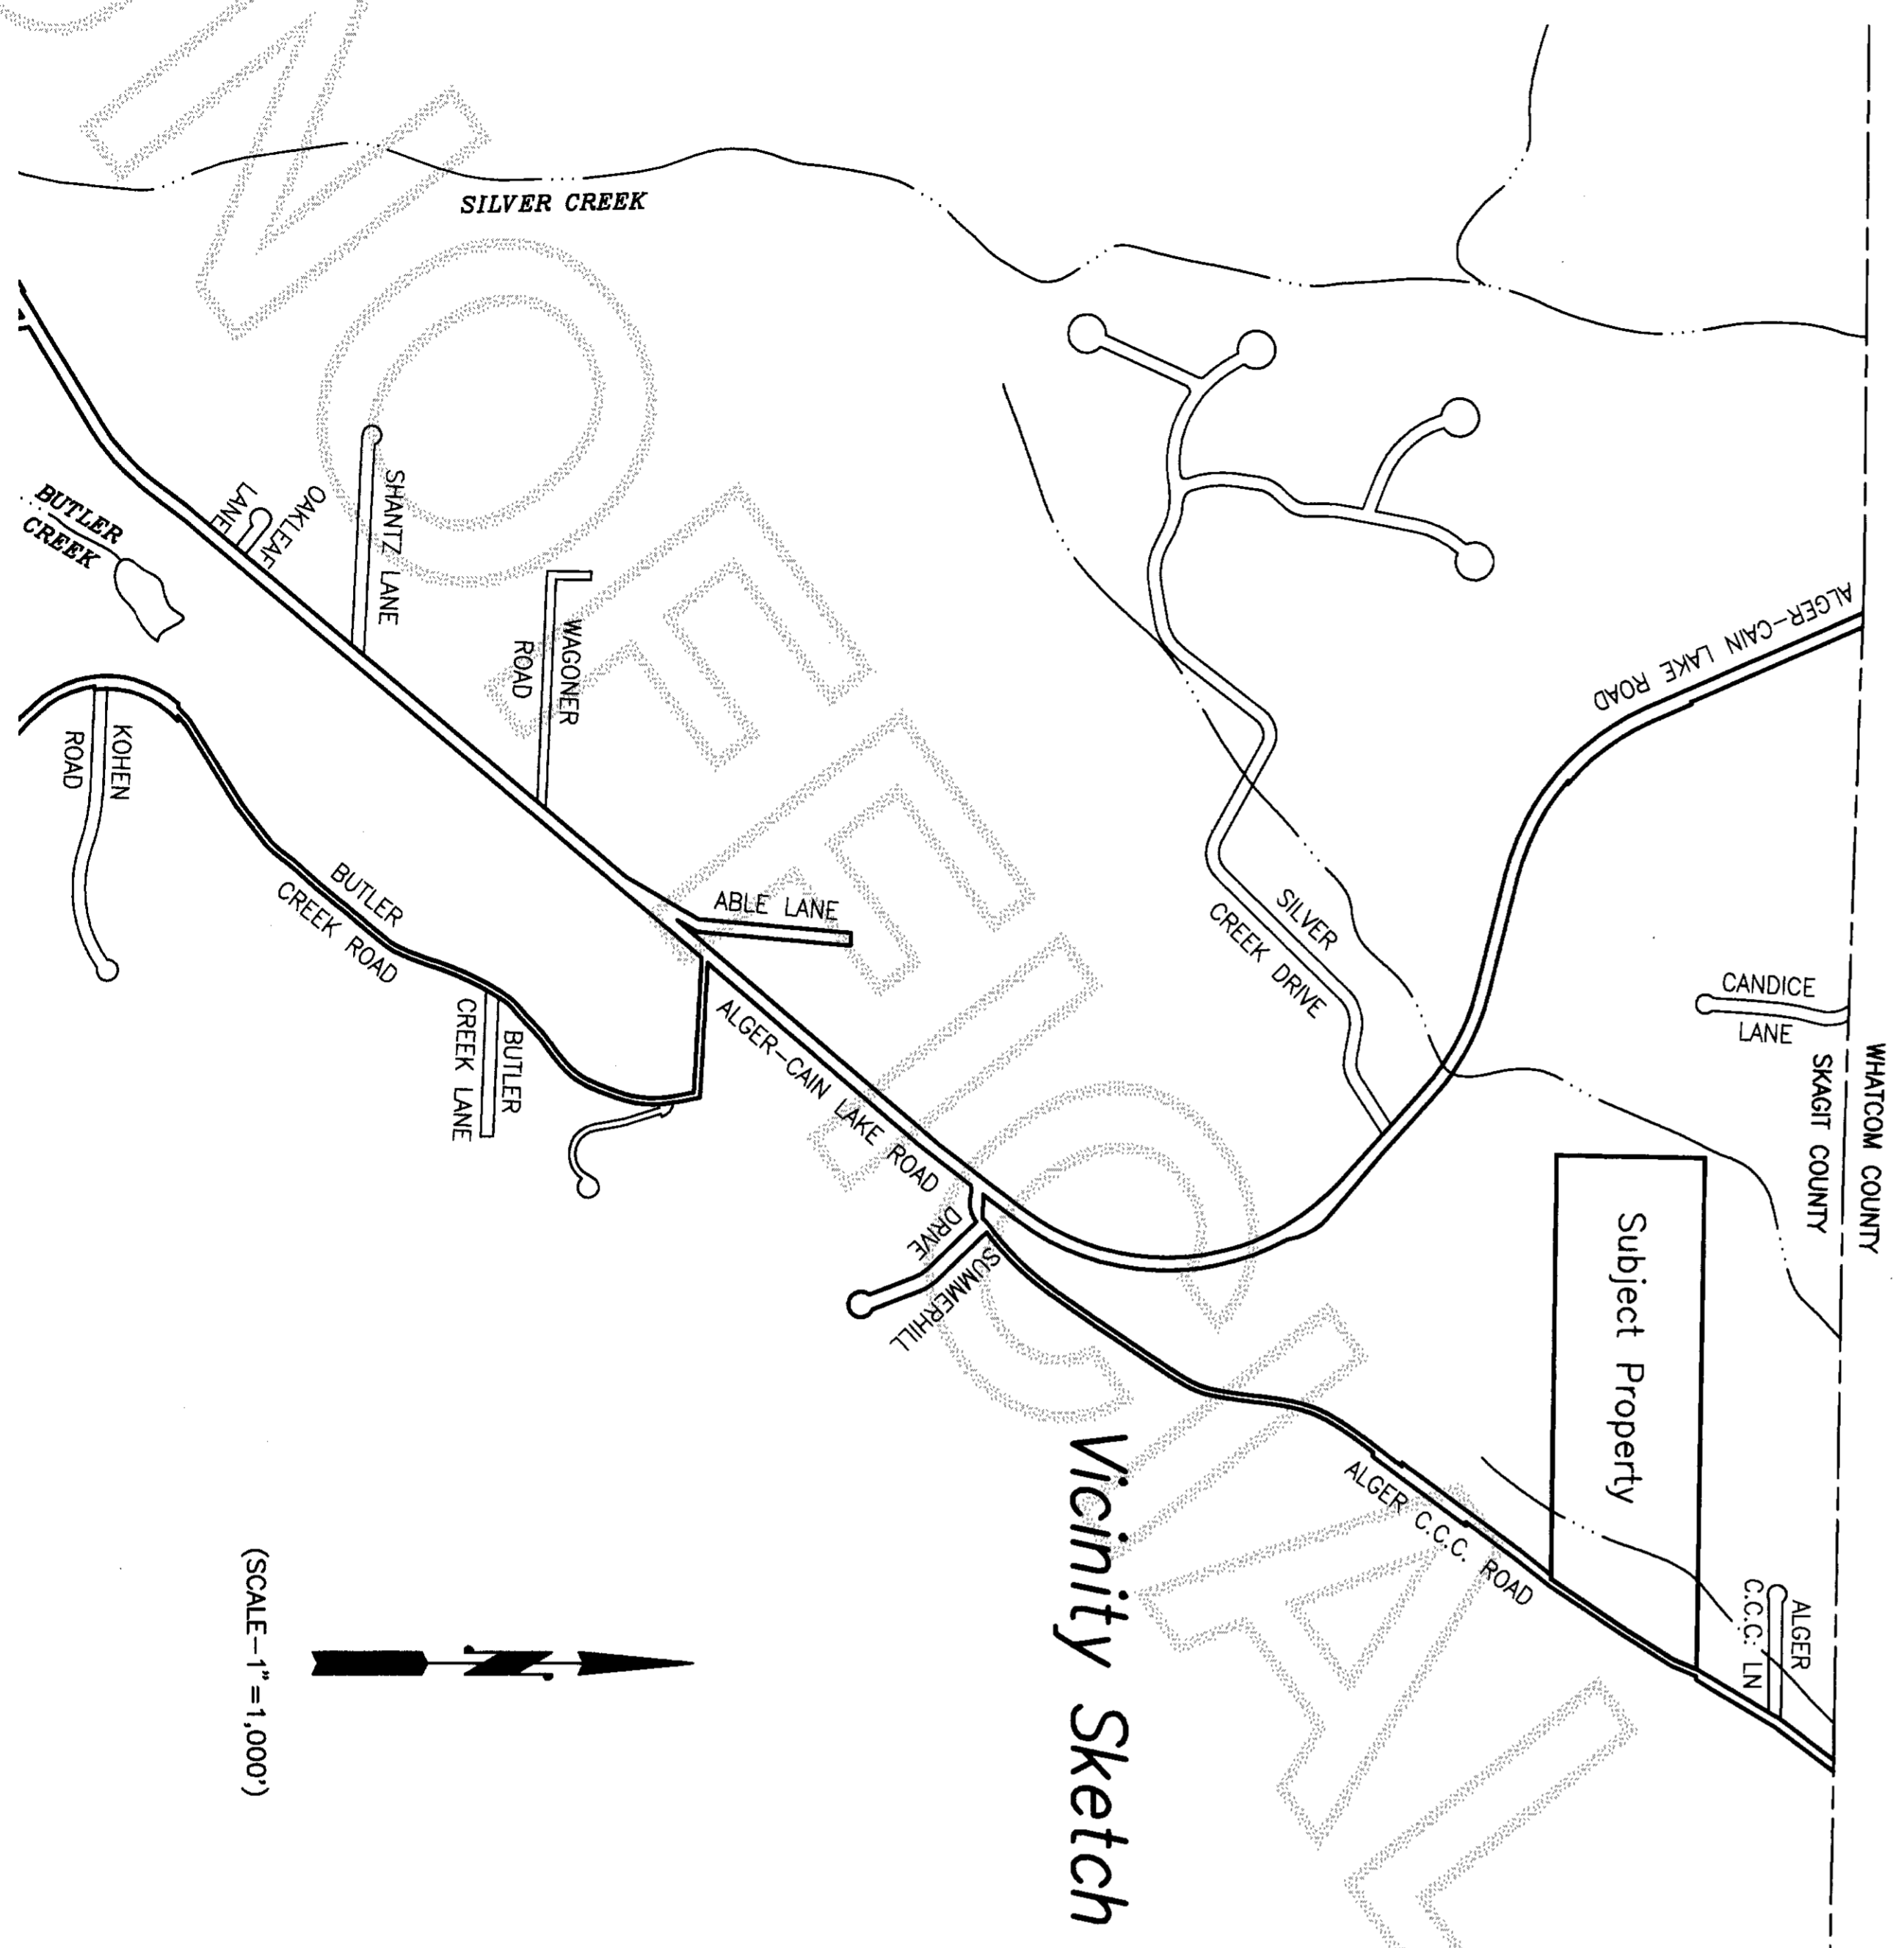 SILVER CREEK
ALGER-CAIN LAKE ROAD
SHANTZ LANE
OAKLEAF
LANE
WAGONER
ROAD
BUTLER
CREEK
KOHEN
ROAD
BUTLER
CREEK ROAD
BUTLER
CREEK LANE
ABLE LANE
SILVER
CREEK DRIVE
CANDICE
LANE
WHATCOM COUNTY
SKAGIT COUNTY
ALGER-CAIN LAKE ROAD
SUMMERHILL
DRIVE
Subject Property
ALGER C.C.C. ROAD
ALGER
C.C.C. LN
Vicinity Sketch
(SCALE-1"=1,000')
UNOFFICIAL